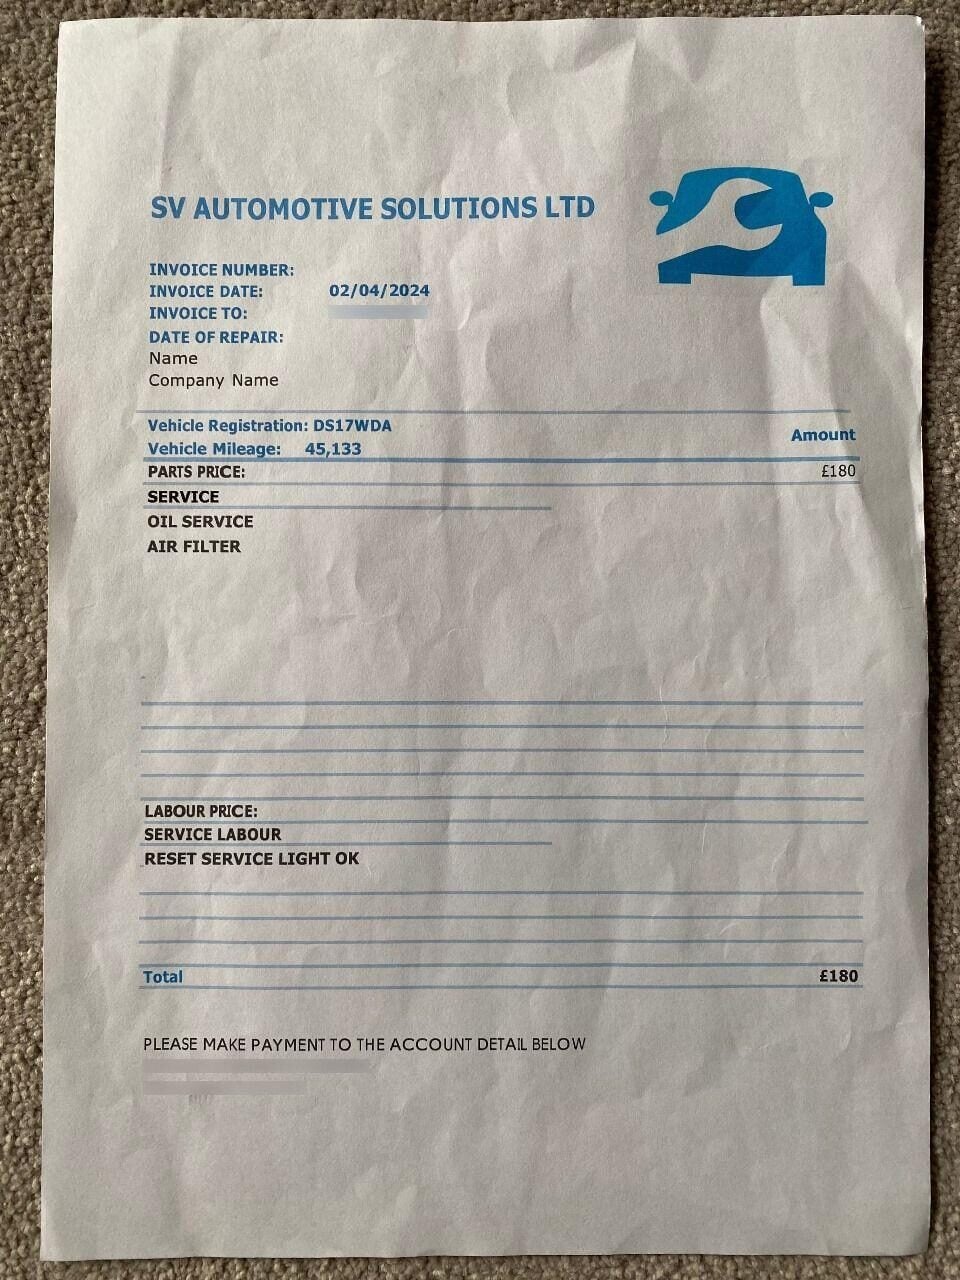 SV AUTOMOTIVE SOLUTIONS LTD
INVOICE NUMBER:
INVOICE DATE: 02/04/2024
INVOICE TO:
DATE OF REPAIR:
Name
Company Name
Vehicle Registration: DS17WDA
Amount
Vehicle Mileage: 45,133
PARTS PRICE: £180
SERVICE
OIL SERVICE
AIR FILTER
LABOUR PRICE:
SERVICE LABOUR
RESET SERVICE LIGHT OK
Total £180
PLEASE MAKE PAYMENT TO THE ACCOUNT DETAIL BELOW